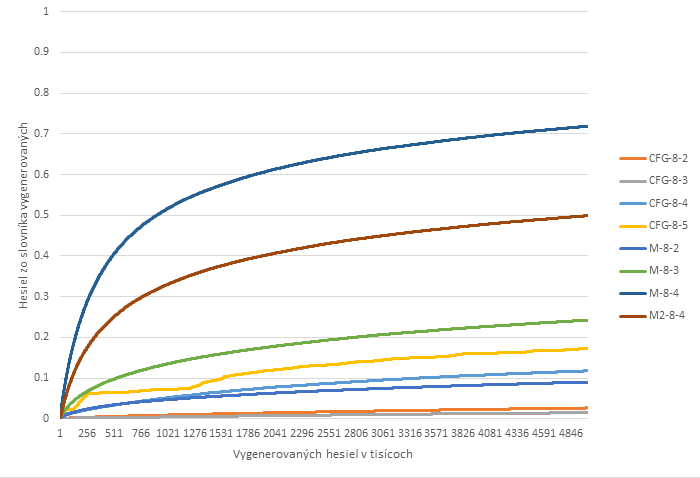 1
0.9
0.8
0.7
0.6
0.5
0.4
0.3
0.2
0.1
0
Hesiel zo slovníka vygenerovaných
1 256 511 766 1021 1276 1531 1786 2041 2296 2551 2806 3061 3316 3571 3826 4081 4336 4591 4846
Vygenerovaných hesiel v tisícoch
CFG-8-2
CFG-8-3
CFG-8-4
CFG-8-5
M-8-2
M-8-3
M-8-4
M2-8-4